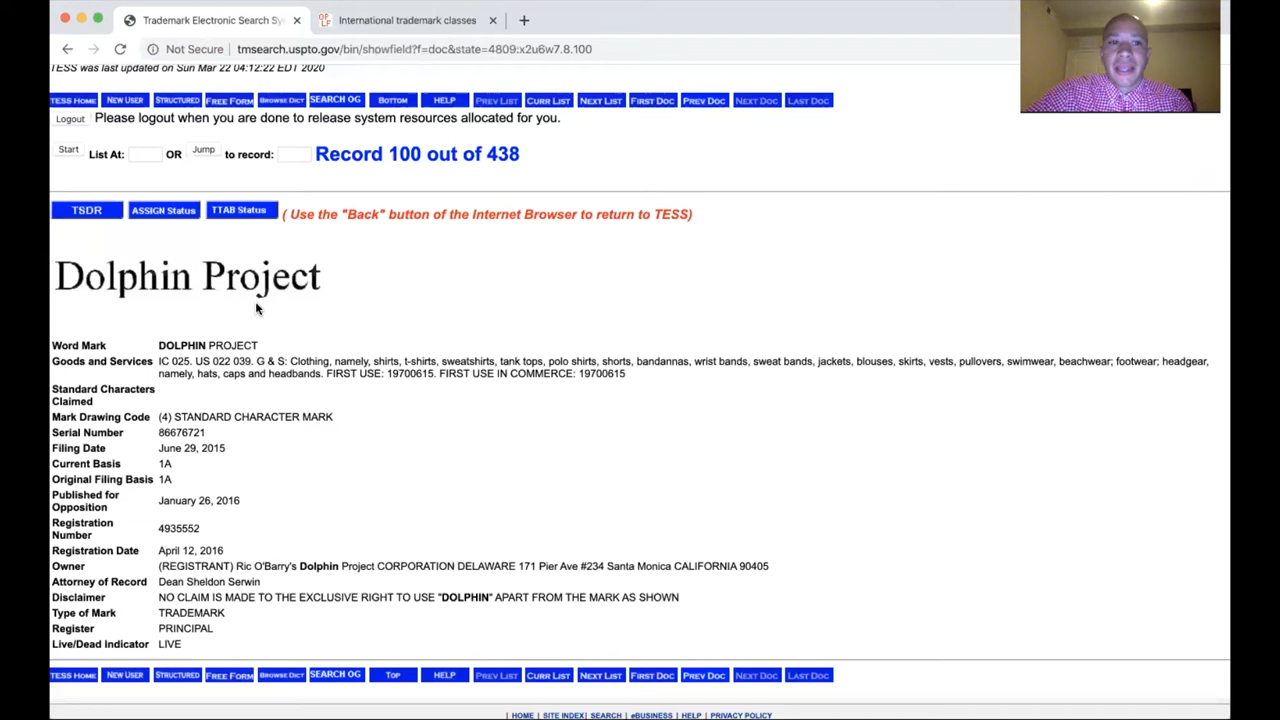 Trademark Electronic Search Sy
International trademark classes
Not Secure
tmsearch.uspto.gov/bin/showfield?f=doc&state=4809:x2u6w7.8.100
TESS was last updated on Sun Mar 22 04:12:22 EDT 2020
TESS HOME NEW USER STRUCTURED FREE FORM BROWSE DICT SEARCH OG BOTTOM HELP PREV LIST CURR LIST NEXT LIST FIRST DOC PREV DOC NEXT DOC LAST DOC
Logout Please logout when you are done to release system resources allocated for you.
Start List At: OR Jump to record: Record 100 out of 438
TSDR ASSIGN Status TTAB Status ( Use the "Back" button of the Internet Browser to return to TESS)
Dolphin Project
Word Mark DOLPHIN PROJECT
Goods and Services IC 025. US 022 039. G & S: Clothing, namely, shirts, t-shirts, sweatshirts, tank tops, polo shirts, shorts, bandannas, wrist bands, sweat bands, jackets, blouses, skirts, vests, pullovers, swimwear, beachwear; footwear; headgear,
namely, hats, caps and headbands. FIRST USE: 19700615. FIRST USE IN COMMERCE: 19700615
Standard Characters
Claimed
Mark Drawing Code (4) STANDARD CHARACTER MARK
Serial Number 86676721
Filing Date June 29, 2015
Current Basis 1A
Original Filing Basis 1A
Published for
Opposition January 26, 2016
Registration
Number 4935552
Registration Date April 12, 2016
Owner (REGISTRANT) Ric O'Barry's Dolphin Project CORPORATION DELAWARE 171 Pier Ave #234 Santa Monica CALIFORNIA 90405
Attorney of Record Dean Sheldon Serwin
Disclaimer NO CLAIM IS MADE TO THE EXCLUSIVE RIGHT TO USE "DOLPHIN" APART FROM THE MARK AS SHOWN
Type of Mark TRADEMARK
Register PRINCIPAL
Live/Dead Indicator LIVE
TESS HOME NEW USER STRUCTURED FREE FORM BROWSE DICT SEARCH OG TOP HELP PREV LIST CURR LIST NEXT LIST FIRST DOC PREV DOC NEXT DOC LAST DOC
| HOME | SITE INDEX| SEARCH | eBUSINESS | HELP | PRIVACY POLICY